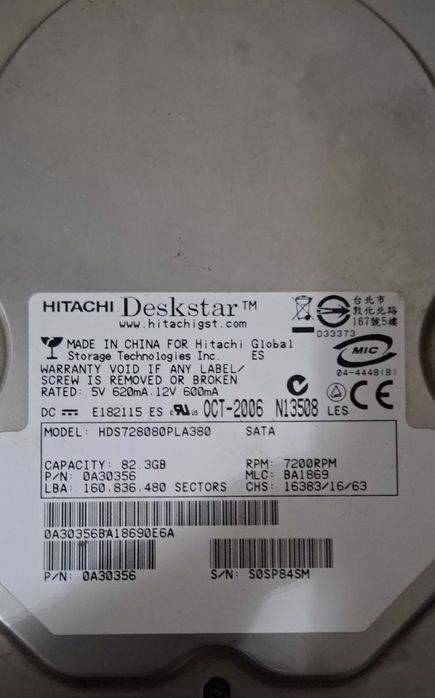 HITACHI Deskstar™
www.hitachigst.com
台北市
敦化北路
167號5樓
D33373
MADE IN CHINA FOR Hitachi Global
Storage Technologies Inc. ES
WARRANTY VOID IF ANY LABEL/
SCREW IS REMOVED OR BROKEN
RATED: 5V 620mA.12V 600mA
MIC
04-444B(B)
DC E182115 ES c RU US OCT-2006 N13508 LES
CE
MODEL: HDS728080PLA380 SATA
CAPACITY: 82.3GB RPM: 7200RPM
P/N: 0A30356 MLC: BA1869
LBA: 160.836.480 SECTORS CHS: 16383/16/63
0A30356BA18690E6A
P/N: 0A30356 S/N: S0SP84SM